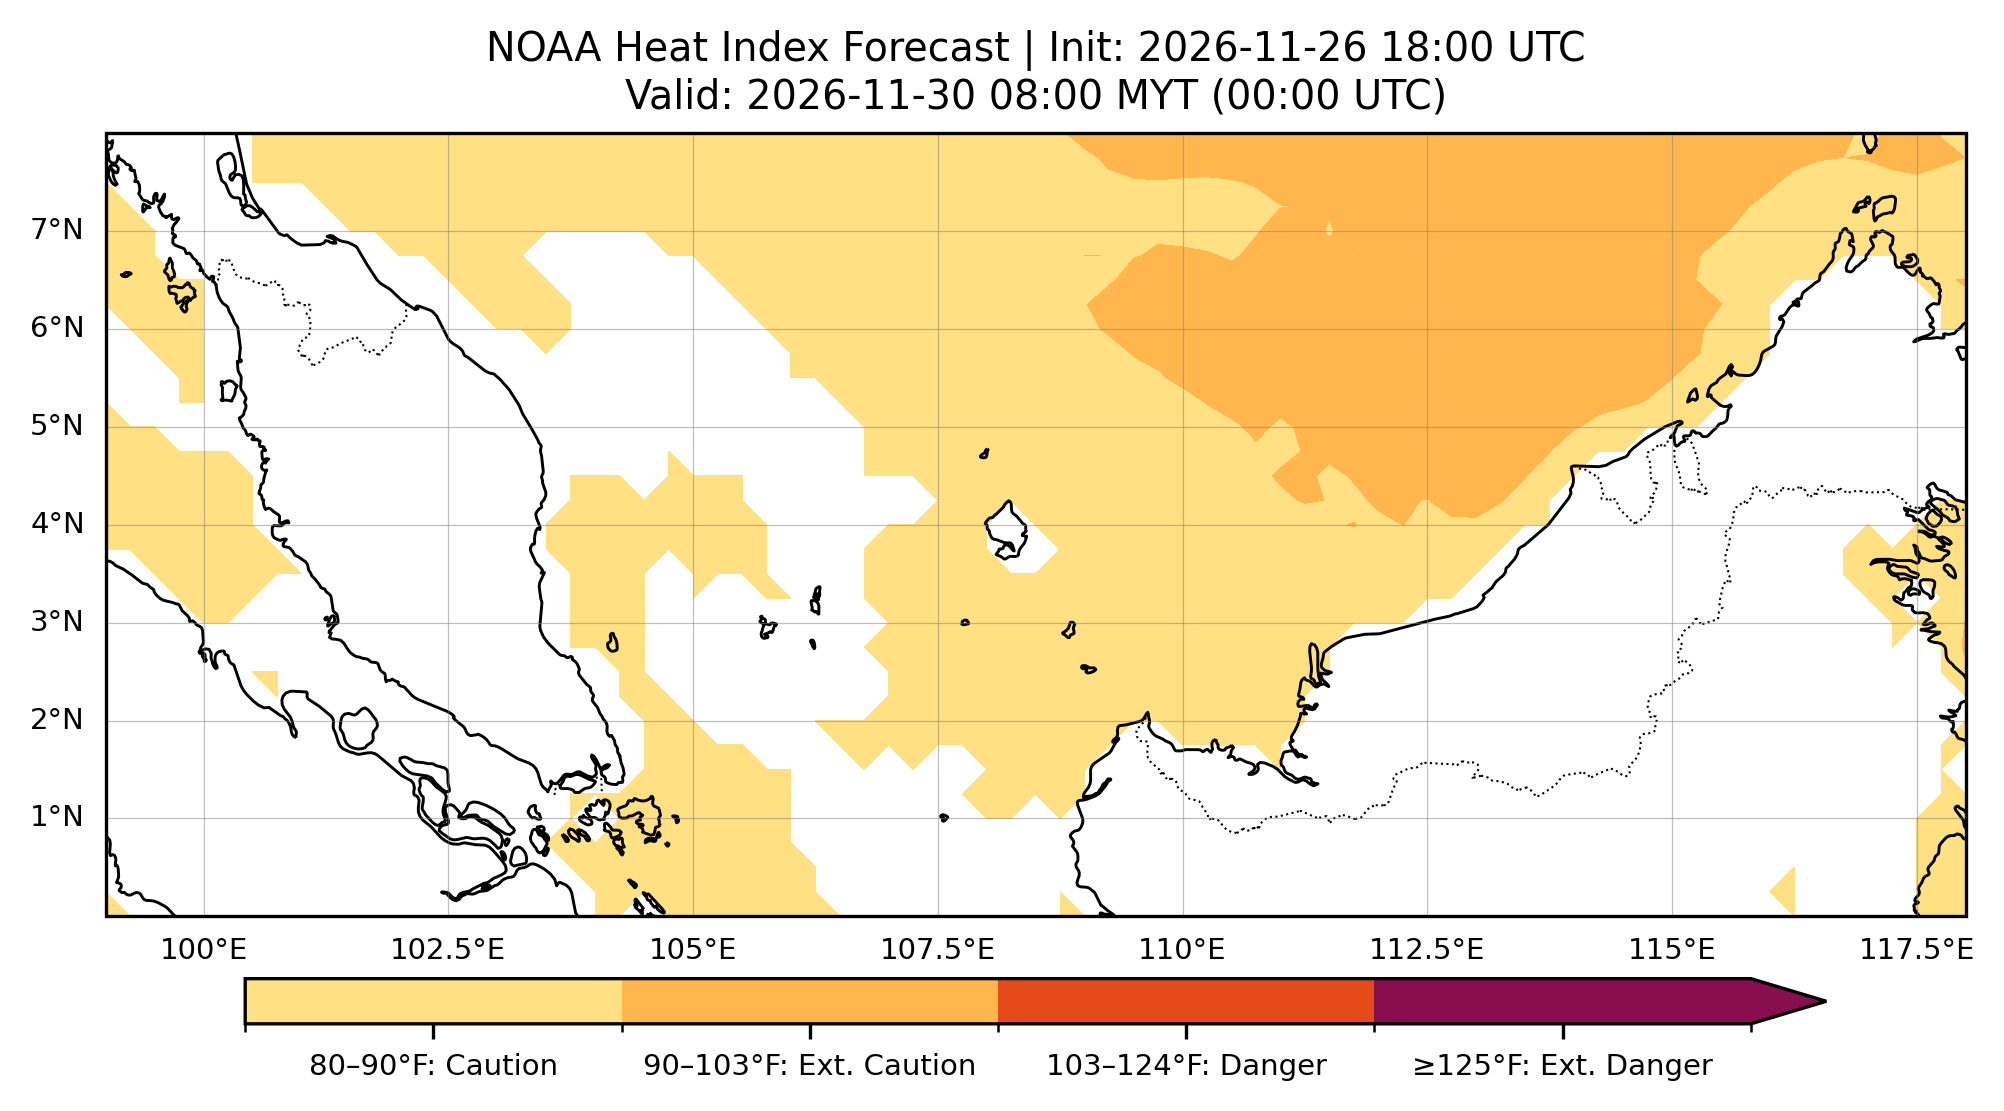 NOAA Heat Index Forecast | Init: 2026-11-26 18:00 UTC
Valid: 2026-11-30 08:00 MYT (00:00 UTC)
7°N
6°N
5°N
4°N
3°N
2°N
1°N
100°E 102.5°E 105°E 107.5°E 110°E 112.5°E 115°E 117.5°E
80–90°F: Caution 90–103°F: Ext. Caution 103–124°F: Danger ≥125°F: Ext. Danger